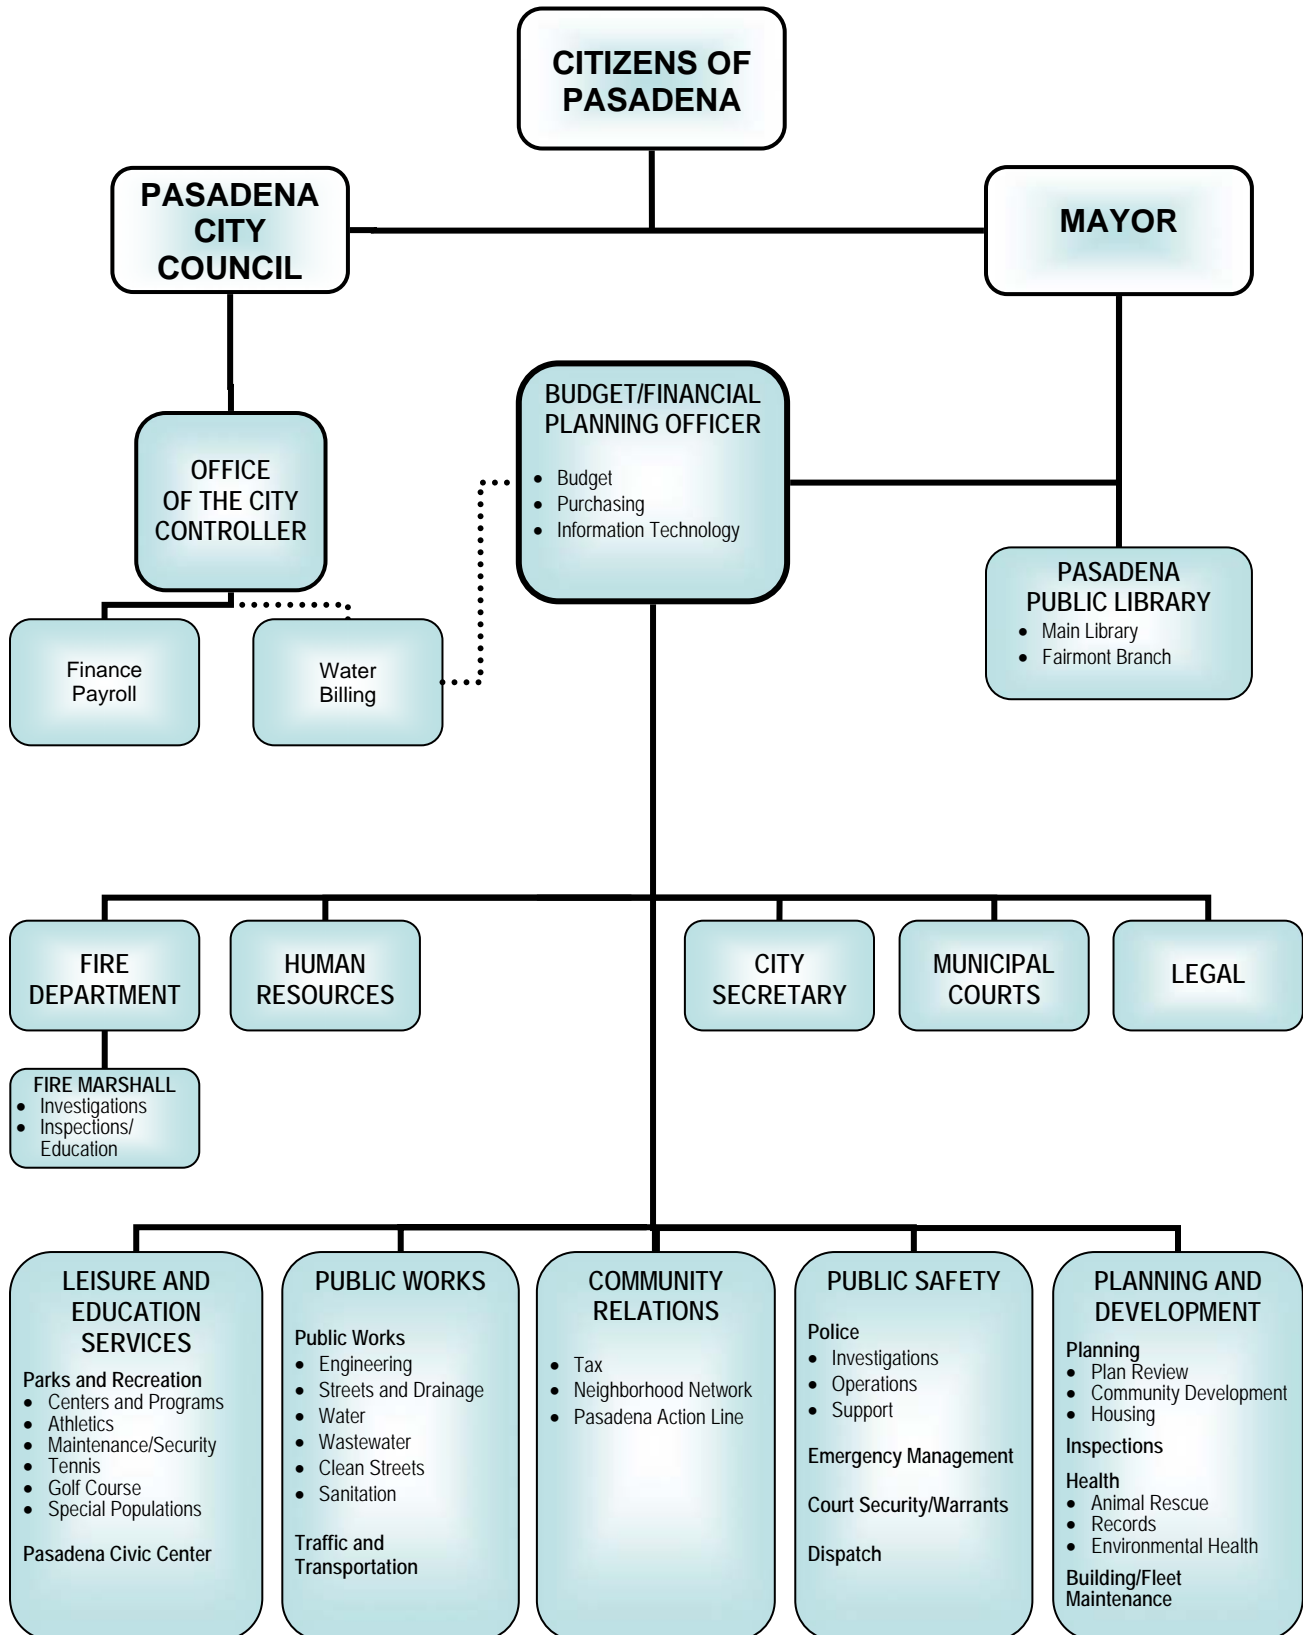 CITIZENS OF
PASADENA
PASADENA
CITY
COUNCIL
MAYOR
BUDGET/FINANCIAL
PLANNING OFFICER
• Budget
• Purchasing
• Information Technology
OFFICE
OF THE CITY
CONTROLLER
PASADENA
PUBLIC LIBRARY
• Main Library
• Fairmont Branch
Finance
Payroll
Water
Billing
FIRE
DEPARTMENT
HUMAN
RESOURCES
CITY
SECRETARY
MUNICIPAL
COURTS
LEGAL
FIRE MARSHALL
• Investigations
• Inspections/
Education
LEISURE AND
EDUCATION
SERVICES
Parks and Recreation
• Centers and Programs
• Athletics
• Maintenance/Security
• Tennis
• Golf Course
• Special Populations
Pasadena Civic Center
PUBLIC WORKS
Public Works
• Engineering
• Streets and Drainage
• Water
• Wastewater
• Clean Streets
• Sanitation
Traffic and
Transportation
COMMUNITY
RELATIONS
• Tax
• Neighborhood Network
• Pasadena Action Line
PUBLIC SAFETY
Police
• Investigations
• Operations
• Support
Emergency Management
Court Security/Warrants
Dispatch
PLANNING AND
DEVELOPMENT
Planning
• Plan Review
• Community Development
• Housing
Inspections
Health
• Animal Rescue
• Records
• Environmental Health
Building/Fleet
Maintenance